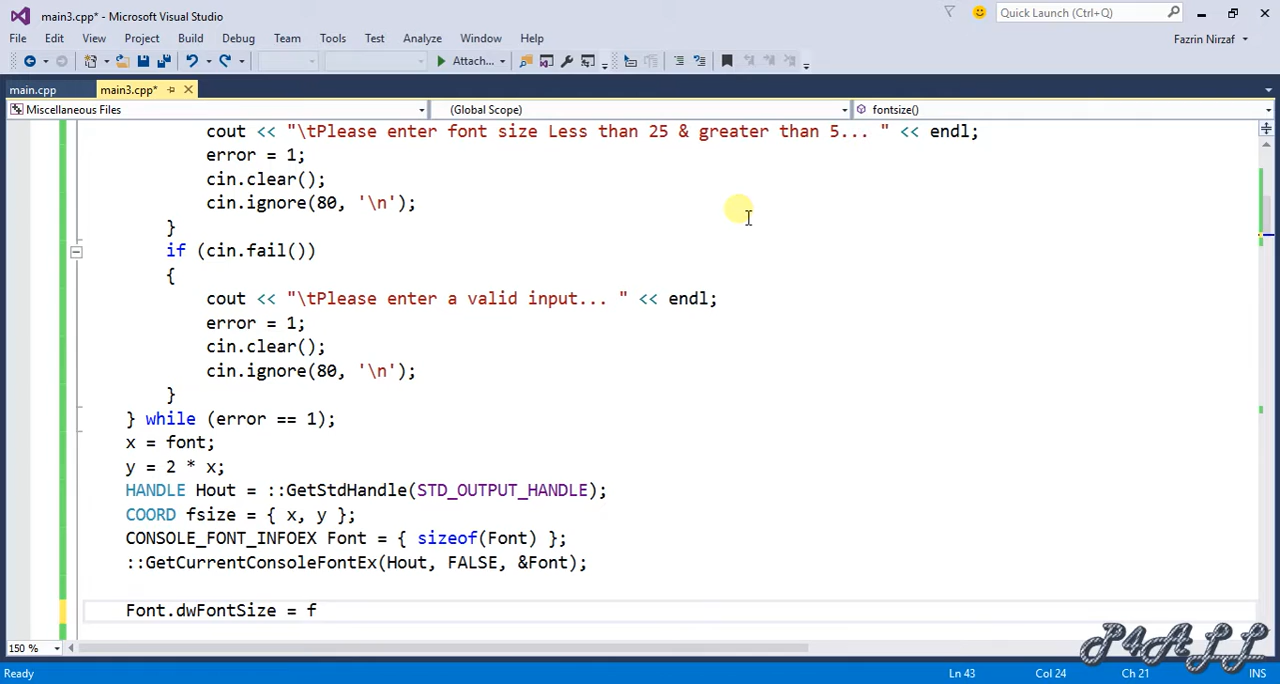 main3.cpp* - Microsoft Visual Studio
Quick Launch (Ctrl+Q)
File Edit View Project Build Debug Team Tools Test Analyze Window Help
Fazrin Nirzaf
Attach...
main.cpp main3.cpp*
Miscellaneous Files (Global Scope) fontsize()
cout << "\tPlease enter font size Less than 25 & greater than 5... " << endl;
error = 1;
cin.clear();
cin.ignore(80, '\n');
}
if (cin.fail())
{
cout << "\tPlease enter a valid input... " << endl;
error = 1;
cin.clear();
cin.ignore(80, '\n');
}
} while (error == 1);
x = font;
y = 2 * x;
HANDLE Hout = ::GetStdHandle(STD_OUTPUT_HANDLE);
COORD fsize = { x, y };
CONSOLE_FONT_INFOEX Font = { sizeof(Font) };
::GetCurrentConsoleFontEx(Hout, FALSE, &Font);
Font.dwFontSize = f
150 %
P4ALL
Ready Ln 43 Col 24 Ch 21 INS